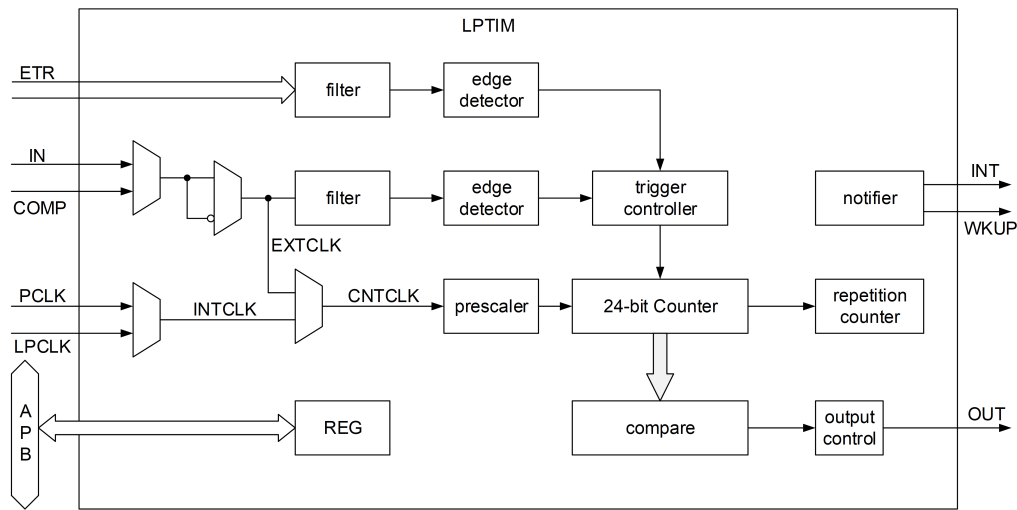 LPTIM
ETR
filter
edge
detector
IN
COMP
filter
edge
detector
trigger
controller
notifier
INT
WKUP
EXTCLK
PCLK
INTCLK
CNTCLK
prescaler
24-bit Counter
repetition
counter
LPCLK
A
P
B
REG
compare
output
control
OUT